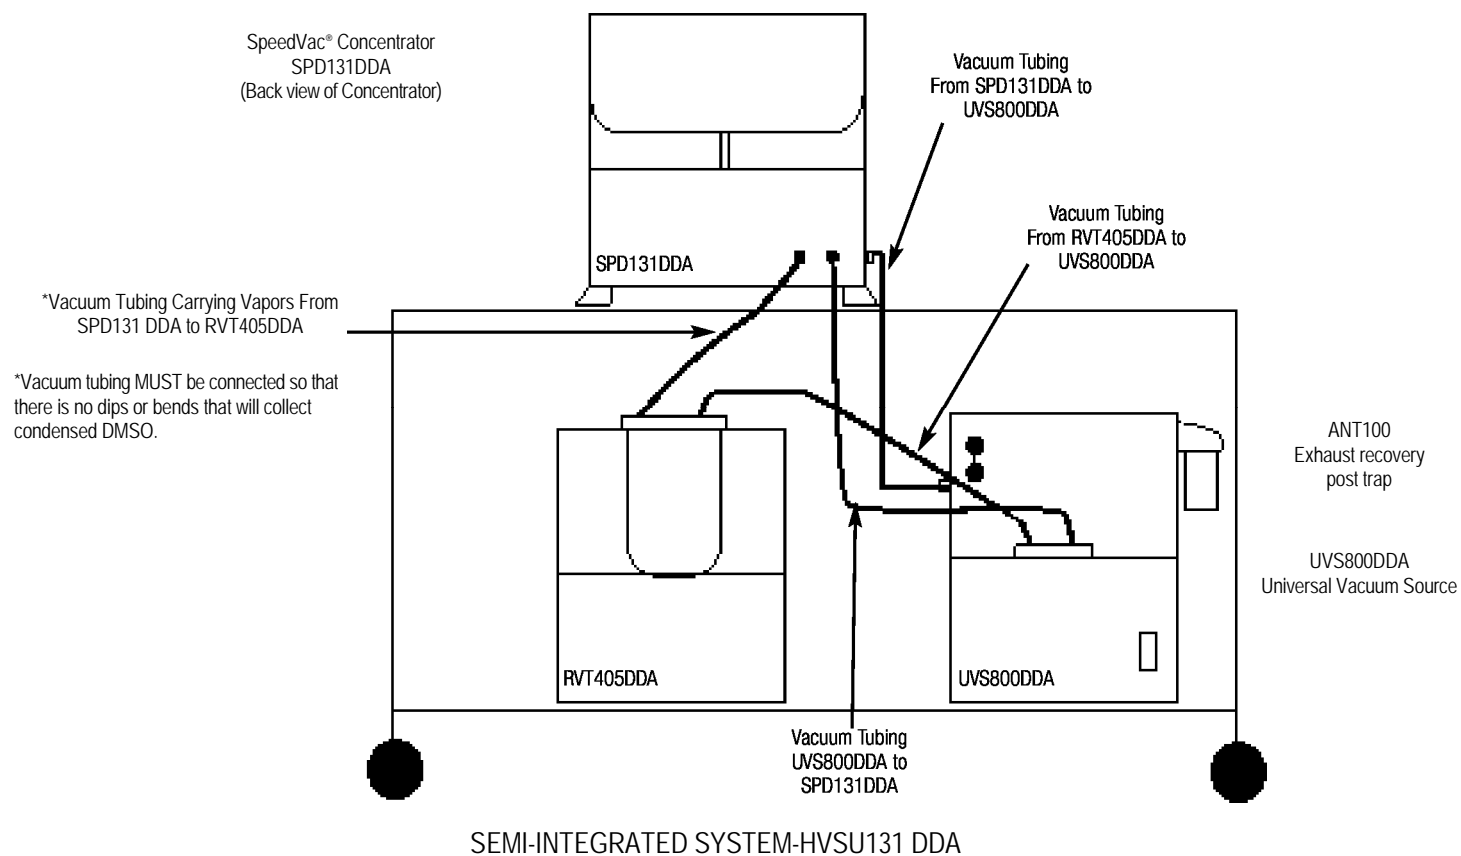 SpeedVac® Concentrator
SPD131DDA
(Back view of Concentrator)
Vacuum Tubing
From SPD131DDA to
UVS800DDA
Vacuum Tubing
From RVT405DDA to
UVS800DDA
SPD131DDA
*Vacuum Tubing Carrying Vapors From
SPD131 DDA to RVT405DDA
*Vacuum tubing MUST be connected so that
there is no dips or bends that will collect
condensed DMSO.
ANT100
Exhaust recovery
post trap
UVS800DDA
Universal Vacuum Source
RVT405DDA
UVS800DDA
Vacuum Tubing
UVS800DDA to
SPD131DDA
SEMI-INTEGRATED SYSTEM-HVSU131 DDA